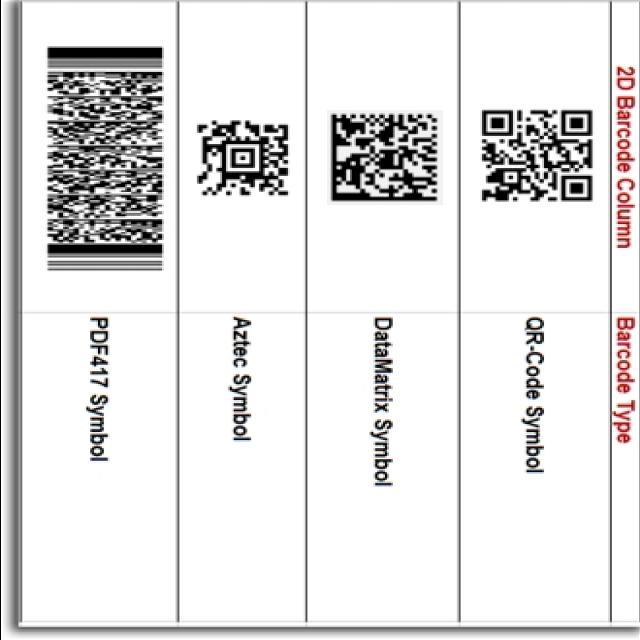 2D Barcode Column Barcode Type
QR-Code Symbol
DataMatrix Symbol
Aztec Symbol
PDF417 Symbol